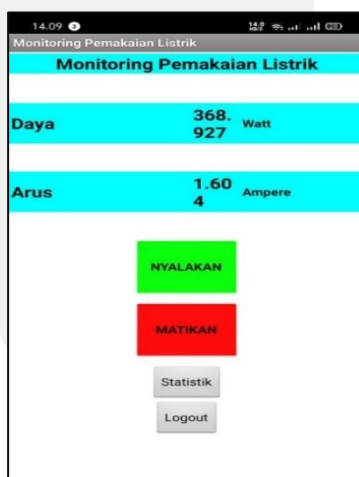 14.09
Monitoring Pemakaian Listrik
Monitoring Pemakaian Listrik
Daya 368. Watt
927
Arus 1.60 Ampere
4
NYALAKAN
MATIKAN
Statistik
Logout